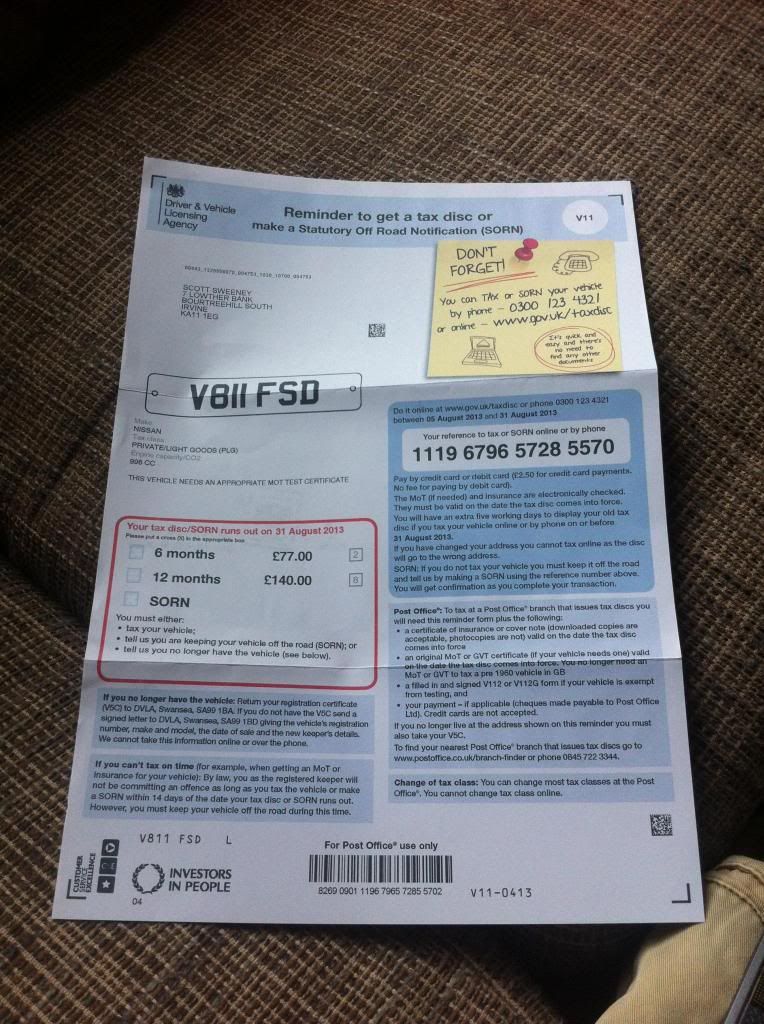 Driver & Vehicle
Licensing
Agency
Reminder to get a tax disc or
make a Statutory Off Road Notification (SORN)
V11
SCOTT SWEENEY
7 LOWTHER BANK
BOURTREEHILL SOUTH
IRVINE
KA11 1EG
DON'T
FORGET!
You can TAX or SORN your vehicle
by phone - 0300 123 4321
or online - www.gov.uk/taxdisc
It's quick and
easy and there's
no need to
find any other
documents
V811 FSD
Make
NISSAN
Tax class
PRIVATE/LIGHT GOODS (PLG)
Engine capacity/CO2
998 CC
THIS VEHICLE NEEDS AN APPROPRIATE MOT TEST CERTIFICATE
Your tax disc/SORN runs out on 31 August 2013
Please put a cross (X) in the appropriate box
6 months £77.00 2
12 months £140.00 8
SORN
You must either:
• tax your vehicle;
• tell us you are keeping your vehicle off the road (SORN); or
• tell us you no longer have the vehicle (see below).
If you no longer have the vehicle: Return your registration certificate
(V5C) to DVLA, Swansea, SA99 1BA. If you do not have the V5C send a
signed letter to DVLA, Swansea, SA99 1BD giving the vehicle's registration
number, make and model, the date of sale and the new keeper's details.
We cannot take this information online or over the phone.
If you can't tax on time (for example, when getting an MoT or
insurance for your vehicle): By law, you as the registered keeper will
not be committing an offence as long as you tax the vehicle or make
a SORN within 14 days of the date your tax disc or SORN runs out.
However, you must keep your vehicle off the road during this time.
Do it online at www.gov.uk/taxdisc or phone 0300 123 4321
between 05 August 2013 and 31 August 2013
Your reference to tax or SORN online or by phone
1119 6796 5728 5570
Pay by credit card or debit card (£2.50 for credit card payments.
No fee for paying by debit card).
The MoT (if needed) and insurance are electronically checked.
They must be valid on the date the tax disc comes into force.
You will have an extra five working days to display your old tax
disc if you tax your vehicle online or by phone on or before
31 August 2013.
If you have changed your address you cannot tax online as the disc
will go to the wrong address.
SORN: If you do not tax your vehicle you must keep it off the road
and tell us by making a SORN using the reference number above.
You will get confirmation as you complete your transaction.
Post Office®: To tax at a Post Office® branch that issues tax discs you
will need this reminder form plus the following:
• a certificate of insurance or cover note (downloaded copies are
acceptable, photocopies are not) valid on the date the tax disc
comes into force
• an original MoT or GVT certificate (if your vehicle needs one) valid
on the date the tax disc comes into force. You no longer need an
MoT or GVT to tax a pre 1960 vehicle in GB
• a filled in and signed V112 or V112G form if your vehicle is exempt
from testing, and
• your payment – if applicable (cheques made payable to Post Office
Ltd). Credit cards are not accepted.
If you no longer live at the address shown on this reminder you must
also take your V5C.
To find your nearest Post Office® branch that issues tax discs go to
www.postoffice.co.uk/branch-finder or phone 0845 722 3344.
Change of tax class: You can change most tax classes at the Post
Office®. You cannot change tax class online.
V811 FSD L
CUSTOMER
SERVICE
EXCELLENCE
INVESTORS
IN PEOPLE
04
For Post Office® use only
8269 0901 1196 7965 7285 5702
V11-0413